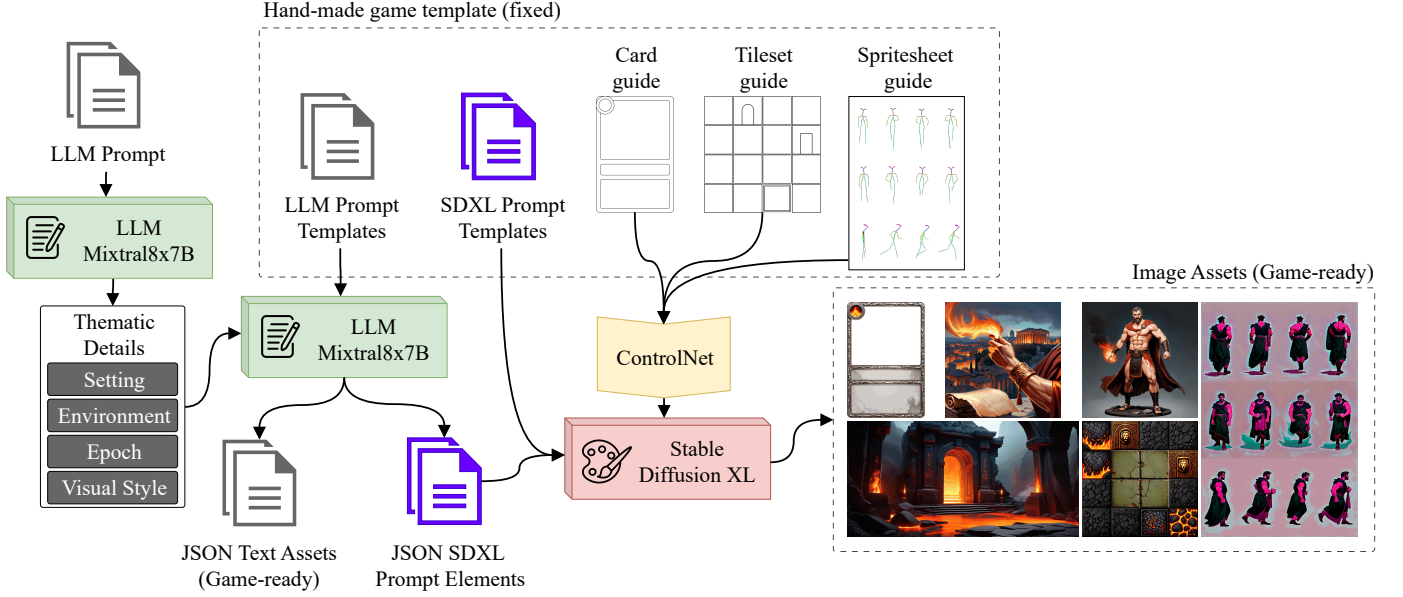 Hand-made game template (fixed)
LLM Prompt
LLM
Mixtral8x7B
Thematic
Details
Setting
Environment
Epoch
Visual Style
LLM Prompt
Templates
SDXL Prompt
Templates
Card
guide
Tileset
guide
Spritesheet
guide
LLM
Mixtral8x7B
JSON Text Assets
(Game-ready)
JSON SDXL
Prompt Elements
ControlNet
Stable
Diffusion XL
Image Assets (Game-ready)